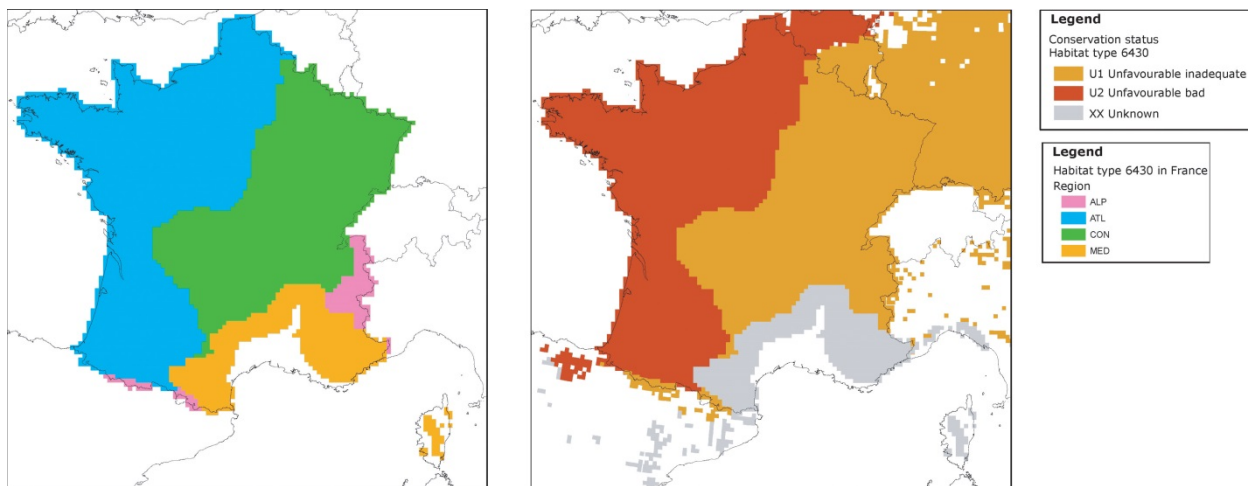 Legend
Conservation status
Habitat type 6430
U1 Unfavourable inadequate
U2 Unfavourable bad
XX Unknown
Legend
Habitat type 6430 in France
Region
ALP
ATL
CON
MED